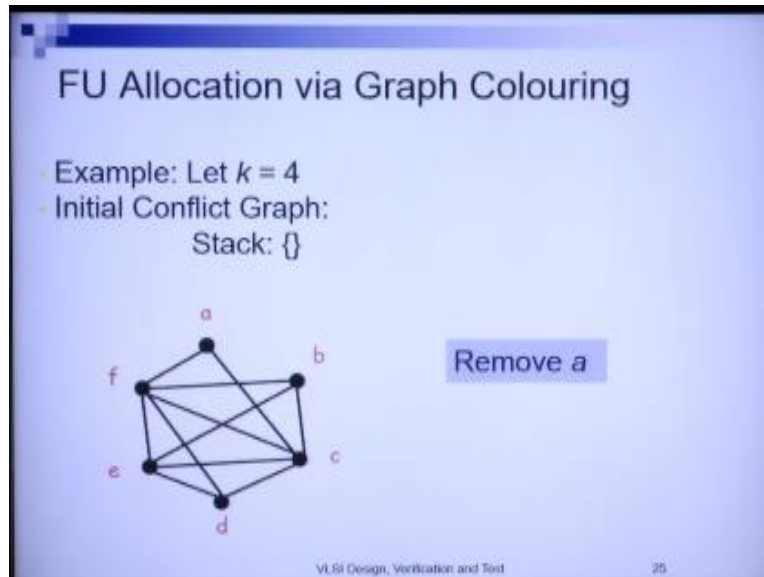 FU Allocation via Graph Colouring
Example: Let k = 4
Initial Conflict Graph:
Stack: {}
a
b
Remove a
f
c
e
d
VLSI Design, Verification and Test 25